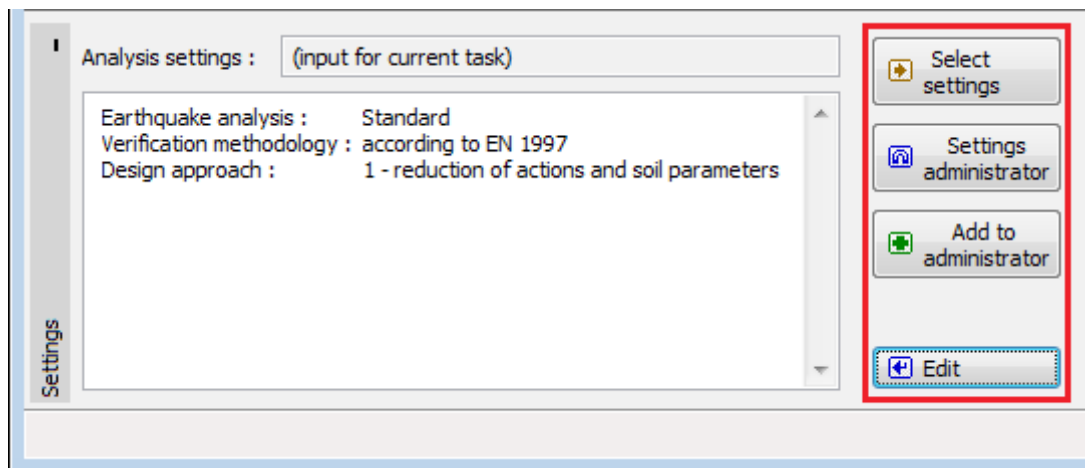 Analysis settings : (input for current task)
Earthquake analysis : Standard
Verification methodology : according to EN 1997
Design approach : 1 - reduction of actions and soil parameters
Settings
Select
settings
Settings
administrator
Add to
administrator
Edit